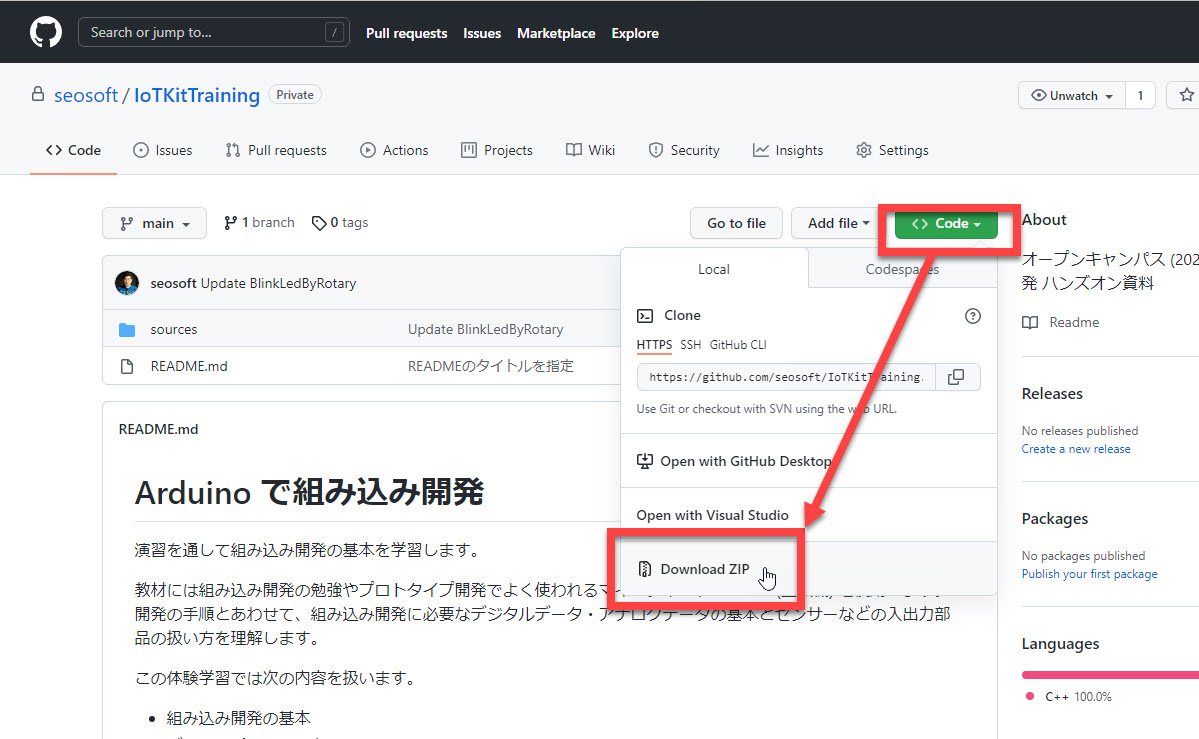 Search or jump to... /
Pull requests Issues Marketplace Explore
seosoft / IoTKitTraining Private
Unwatch 1
Code Issues Pull requests Actions Projects Wiki Security Insights Settings
main 1 branch 0 tags
Go to file Add file Code
seosoft Update BlinkLedByRotary
sources Update BlinkLedByRotary
README.md READMEのタイトルを指定
Local Codespaces
Clone
HTTPS SSH GitHub CLI
https://github.com/seosoft/IoTKitTraining.
Use Git or checkout with SVN using the web URL.
Open with GitHub Desktop
Open with Visual Studio
Download ZIP
README.md
Arduino で組み込み開発
演習を通して組み込み開発の基本を学習します。
教材には組み込み開発の勉強やプロトタイプ開発でよく使われるマ
開発の手順とあわせて、組み込み開発に必要なデジタルデータ・アナログデータの基本とセンサーなどの入出力部
品の扱い方を理解します。
この体験学習では次の内容を扱います。
• 組み込み開発の基本
About
オープンキャンパス (202
発 ハンズオン資料
Readme
Releases
No releases published
Create a new release
Packages
No packages published
Publish your first package
Languages
C++ 100.0%